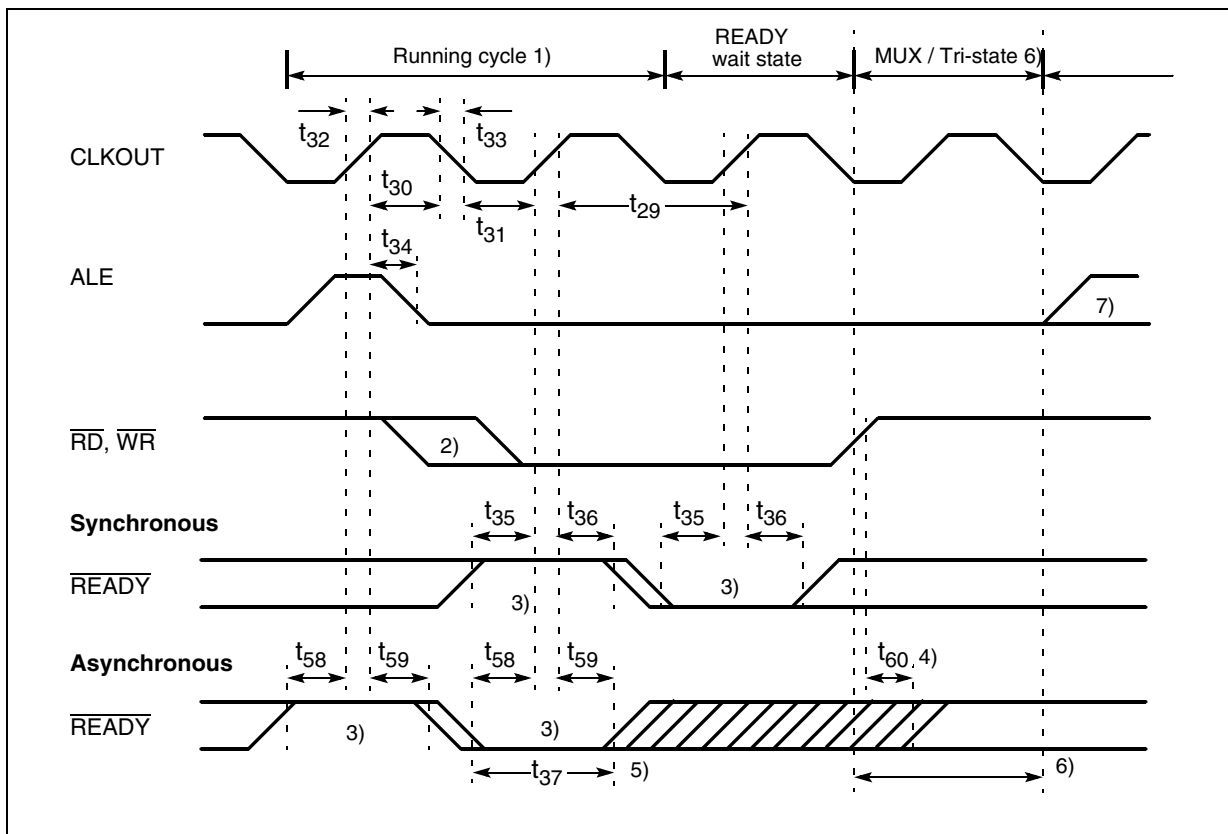 Running cycle 1)
READY
wait state
MUX / Tri-state 6)
CLKOUT
t32
t33
t30
t31
t29
t34
ALE
7)
RD, WR
2)
Synchronous
t35
t36
t35
t36
READY
3)
3)
Asynchronous
t58
t59
t58
t59
t60
4)
READY
3)
3)
t37
5)
6)